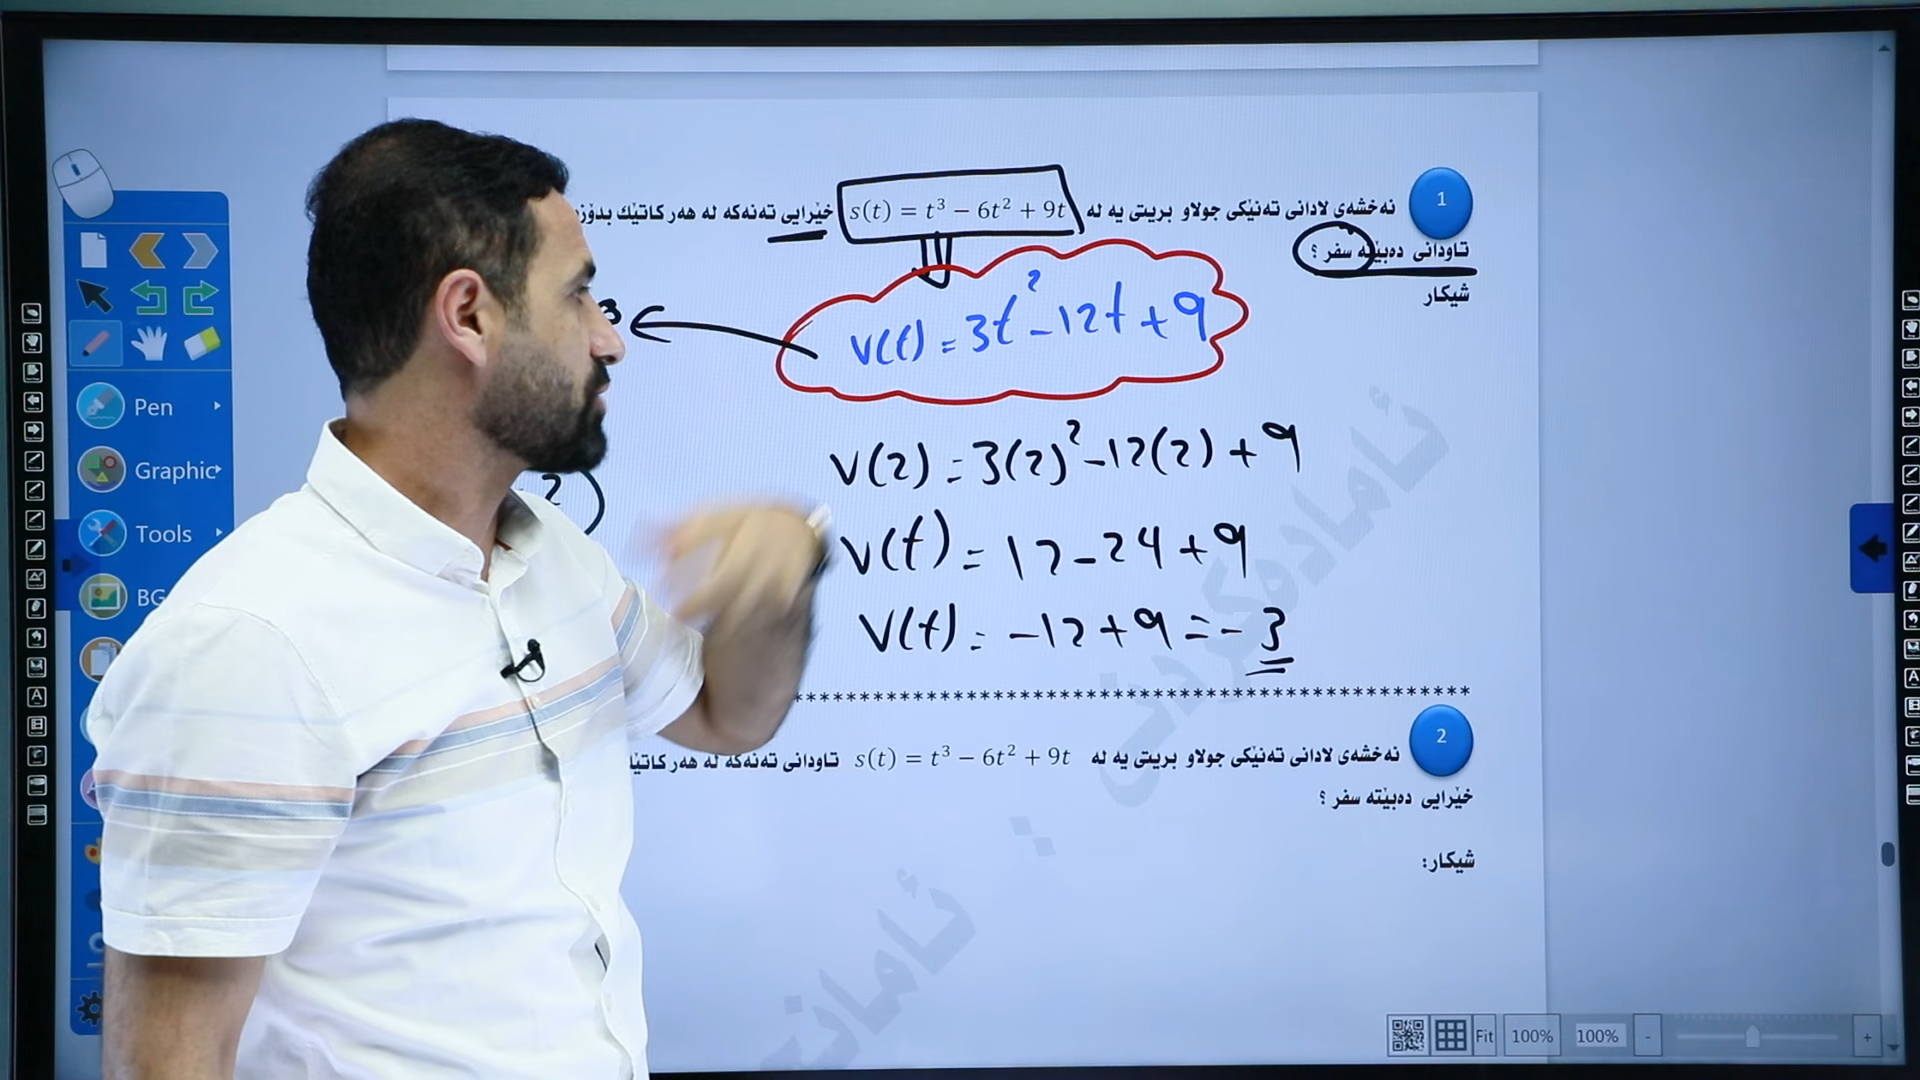 1
نەخشەی لادانی تەنێکی جولاو بریتی یە لە s(t) = t³ − 6t² + 9t خێرایی تەنەکە لە هەر کاتێك بدۆزە
تاودانی دەبێتە سفر ؟
شیکار
v(t) = 3t² - 12t + 9
v(2) = 3(2)² - 12(2) + 9
v(t) = 12 - 24 + 9
v(t) = -12 + 9 = -3
2
نەخشەی لادانی تەنێکی جولاو بریتی یە لە s(t) = t³ − 6t² + 9t تاودانی تەنەکە لە هەر
خێرایی دەبێتە سفر ؟
شیکار:
Pen
Graphic
Tools
BG
Fit 100% 100% - +